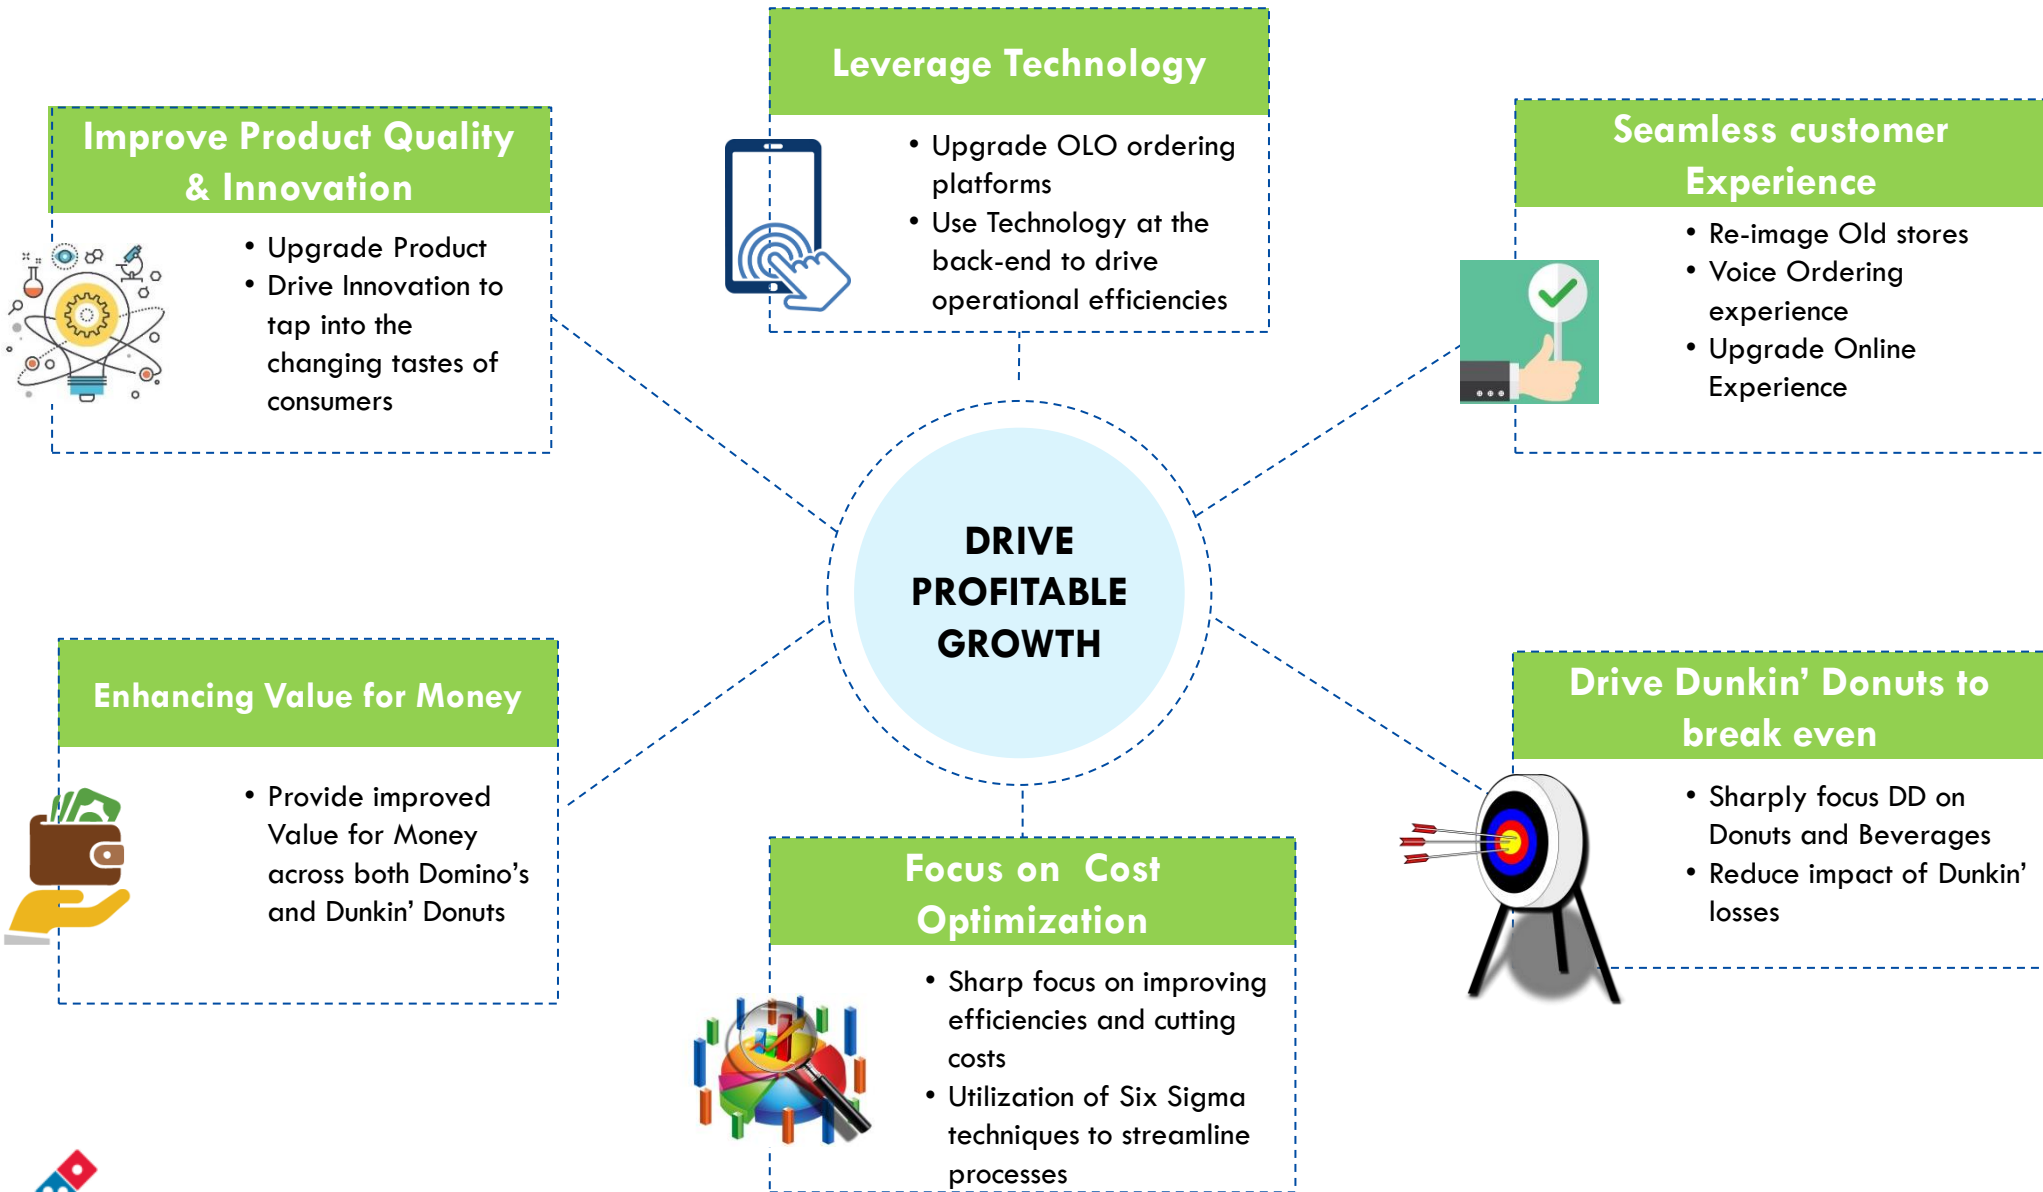 Leverage Technology
• Upgrade OLO ordering
platforms
• Use Technology at the
back-end to drive
operational efficiencies
Improve Product Quality
& Innovation
• Upgrade Product
• Drive Innovation to
tap into the
changing tastes of
consumers
Seamless customer
Experience
• Re-image Old stores
• Voice Ordering
experience
• Upgrade Online
Experience
DRIVE
PROFITABLE
GROWTH
Enhancing Value for Money
• Provide improved
Value for Money
across both Domino’s
and Dunkin’ Donuts
Focus on  Cost
Optimization
• Sharp focus on improving
efficiencies and cutting
costs
• Utilization of Six Sigma
techniques to streamline
processes
Drive Dunkin’ Donuts to
break even
• Sharply focus DD on
Donuts and Beverages
• Reduce impact of Dunkin’
losses